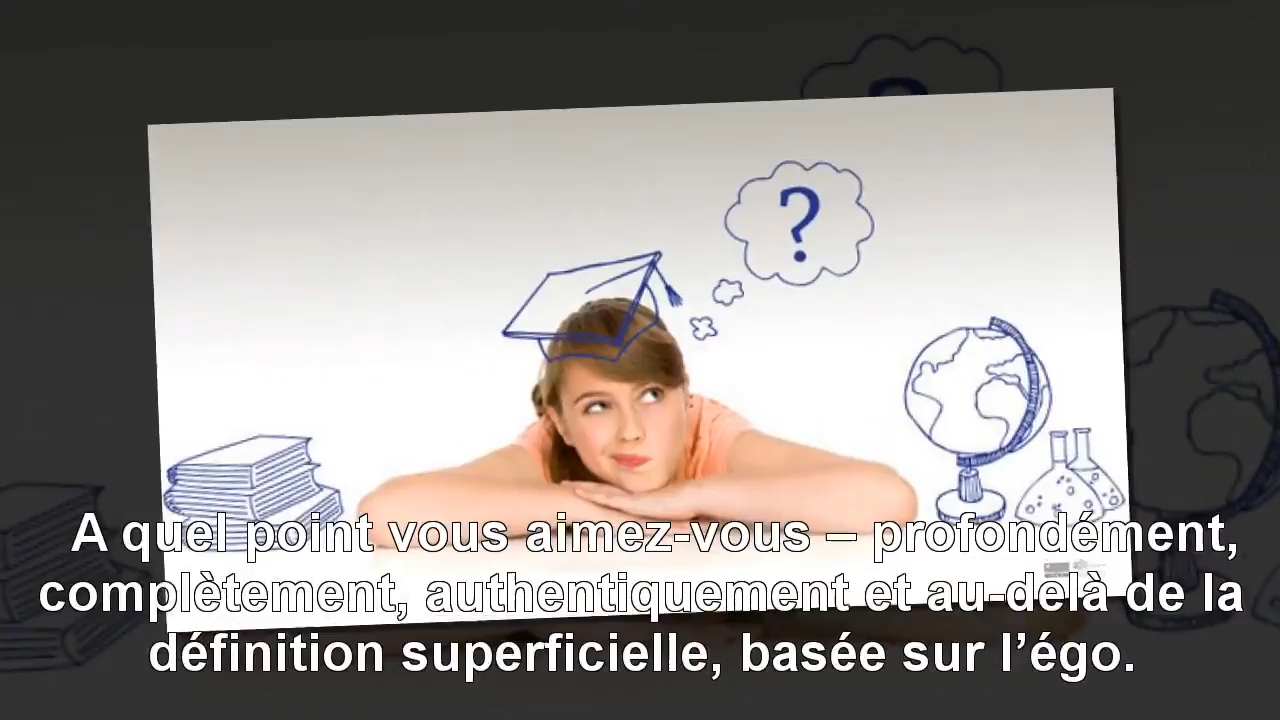 ?
A quel point vous aimez-vous – profondément,
complètement, authentiquement et au-delà de la
définition superficielle, basée sur l’égo.